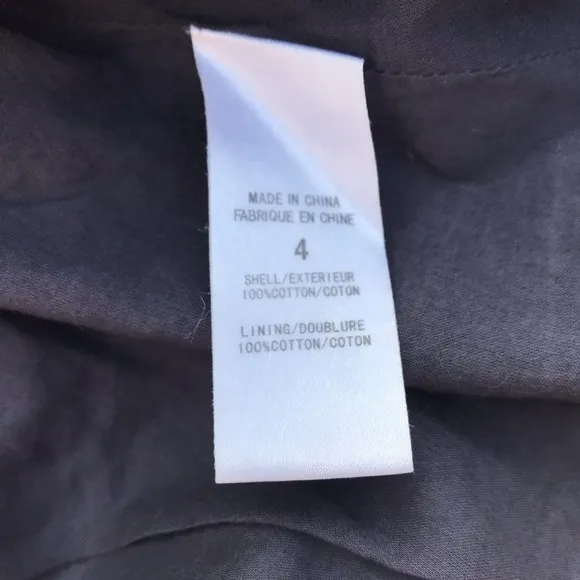 MADE IN CHINA
FABRIQUE EN CHINE
4
SHELL/EXTERIEUR
100%COTTON/COTON
LINING/DOUBLURE
100%COTTON/COTON